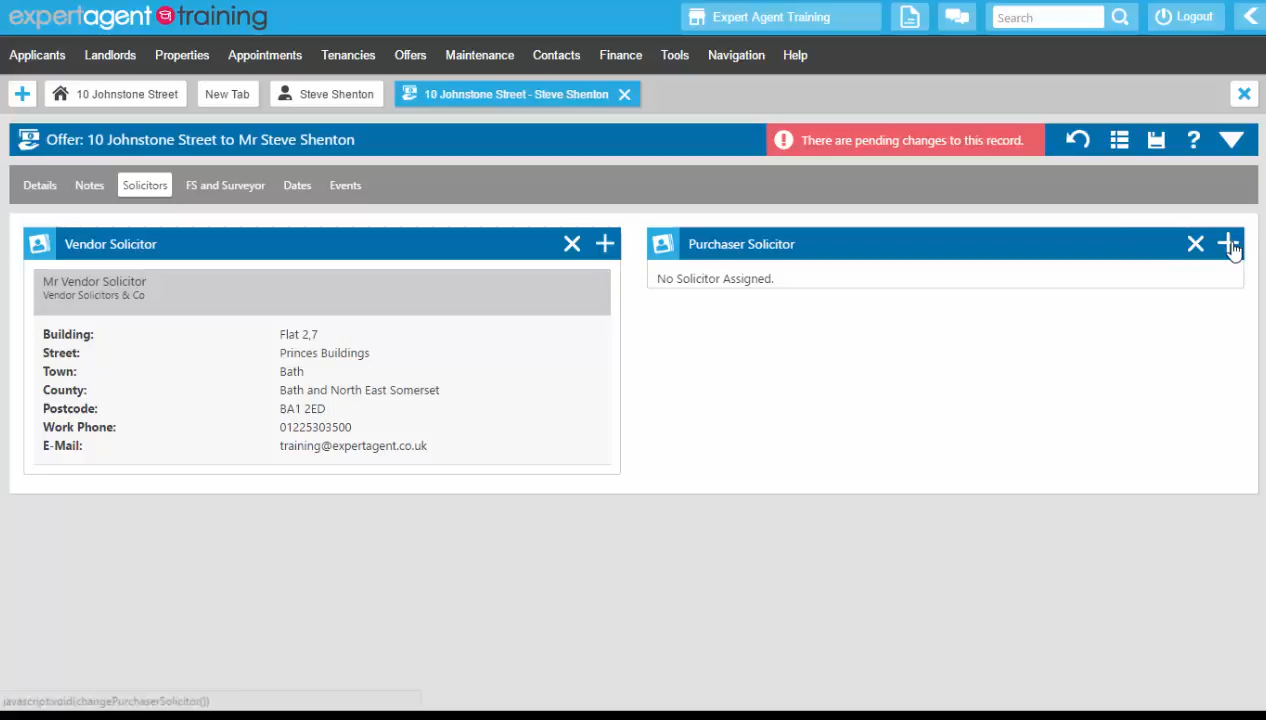 expertagent training
Expert Agent Training
Search
Logout
Applicants Landlords Properties Appointments Tenancies Offers Maintenance Contacts Finance Tools Navigation Help
10 Johnstone Street New Tab Steve Shenton 10 Johnstone Street - Steve Shenton
Offer: 10 Johnstone Street to Mr Steve Shenton
There are pending changes to this record.
Details Notes Solicitors FS and Surveyor Dates Events
Vendor Solicitor
Mr Vendor Solicitor
Vendor Solicitors & Co
Building: Flat 2,7
Street: Princes Buildings
Town: Bath
County: Bath and North East Somerset
Postcode: BA1 2ED
Work Phone: 01225303500
E-Mail: training@expertagent.co.uk
Purchaser Solicitor
No Solicitor Assigned.
javascript:void(changePurchaserSolicitor())